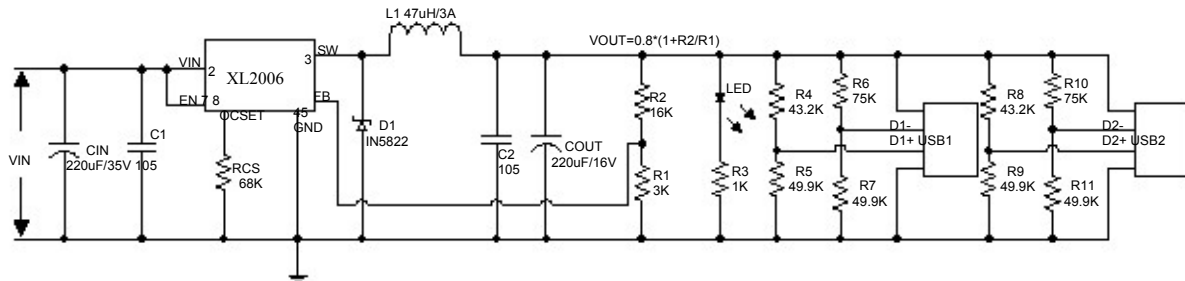 L1 47uH/3A
VOUT=0.8*(1+R2/R1)
VIN
2
XL2006
3
SW
EN 7 8
OCSET
45
GND
FB
VIN
CIN
220uF/35V
C1
105
RCS
68K
D1
IN5822
C2
105
COUT
220uF/16V
R2
16K
R1
3K
LED
R3
1K
R4
43.2K
R5
49.9K
R6
75K
R7
49.9K
D1-
D1+ USB1
R8
43.2K
R9
49.9K
R10
75K
R11
49.9K
D2-
D2+ USB2